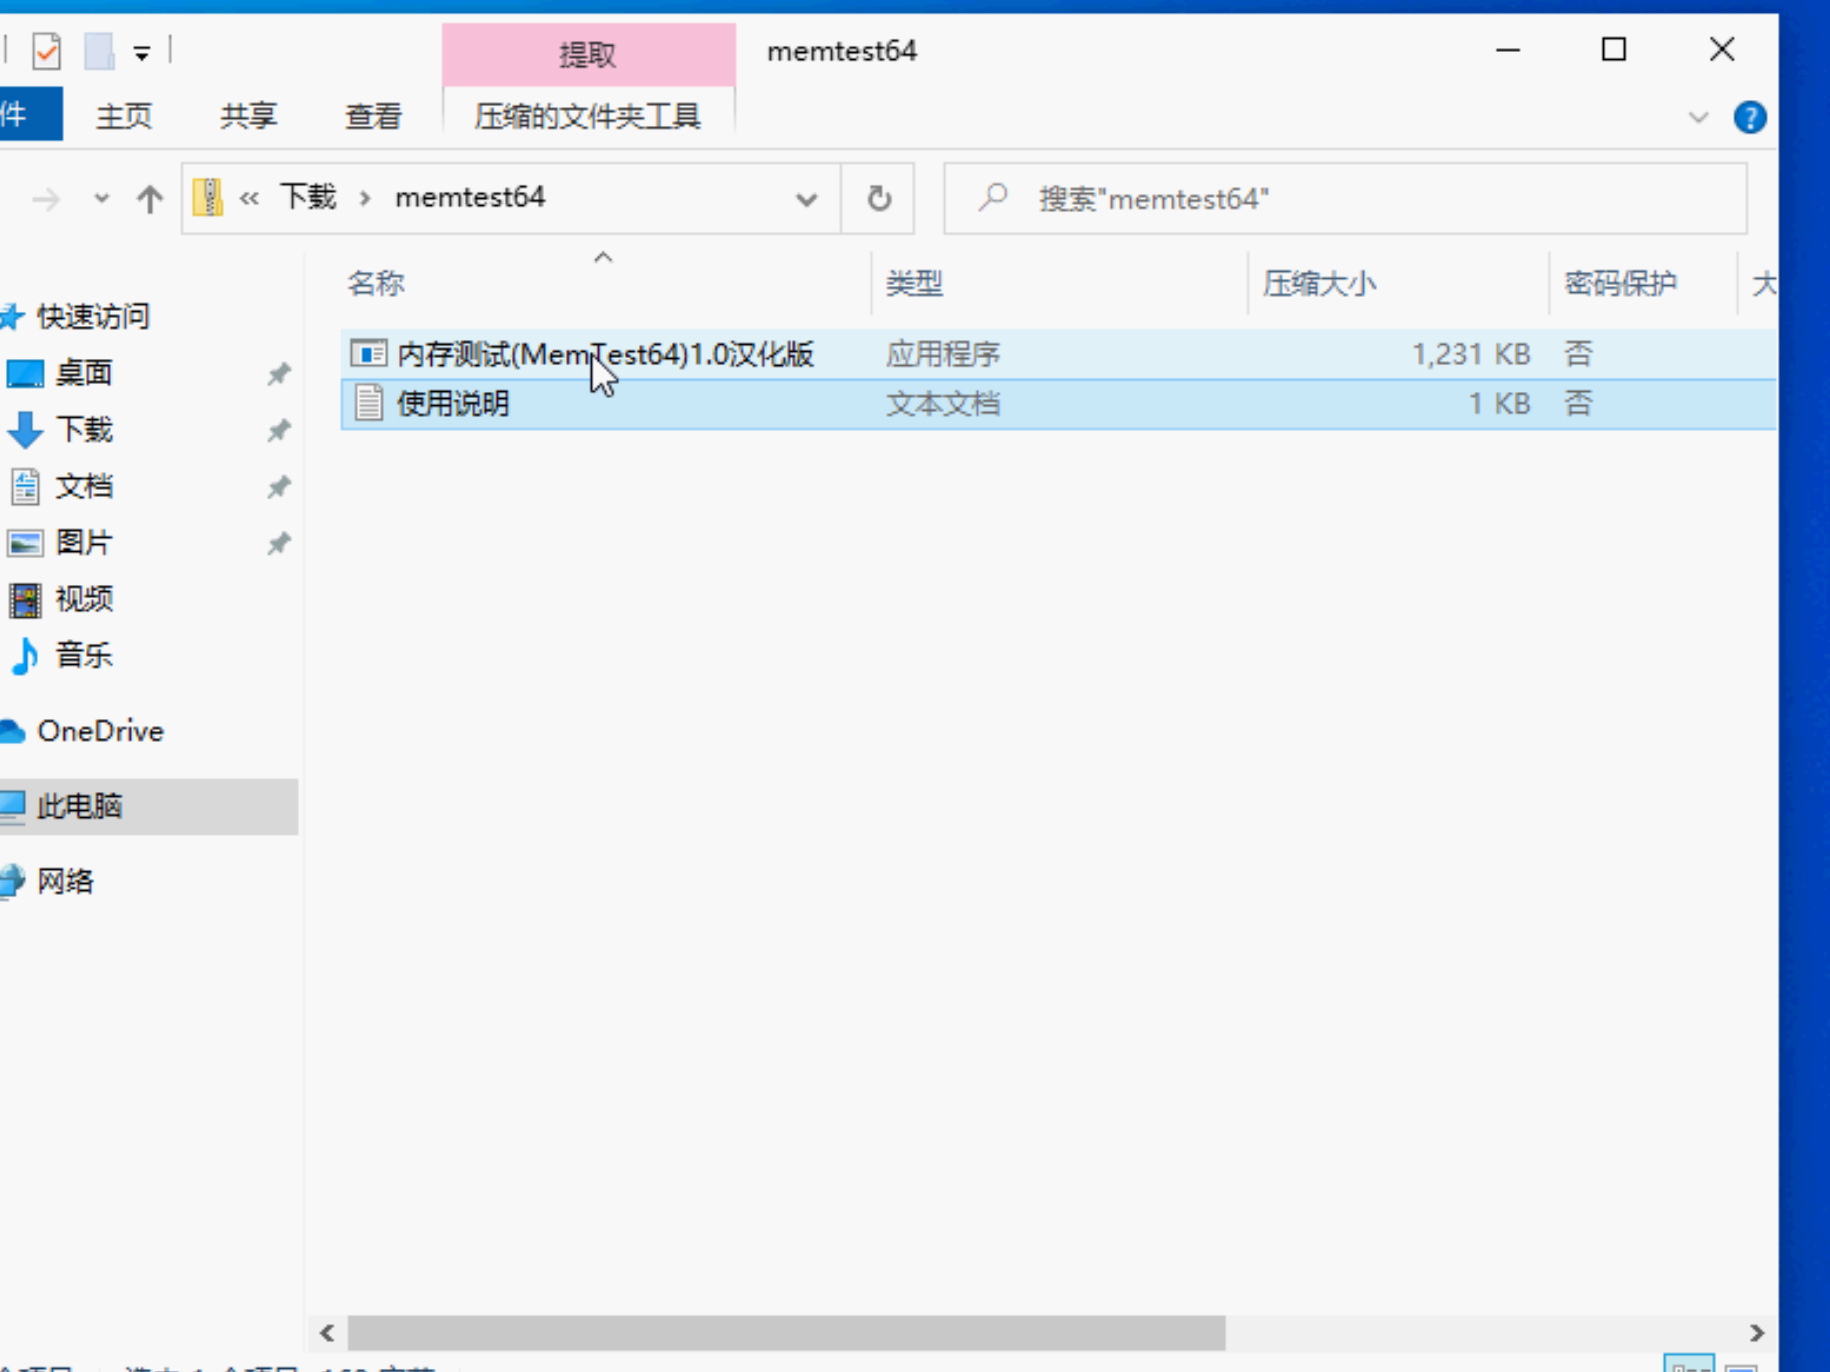 提取 memtest64
件 主页 共享 查看 压缩的文件夹工具
« 下载 › memtest64
搜索"memtest64"
名称 类型 压缩大小 密码保护 大
内存测试(MemTest64)1.0汉化版 应用程序 1,231 KB 否
使用说明 文本文档 1 KB 否
快速访问
桌面
下载
文档
图片
视频
音乐
OneDrive
此电脑
网络